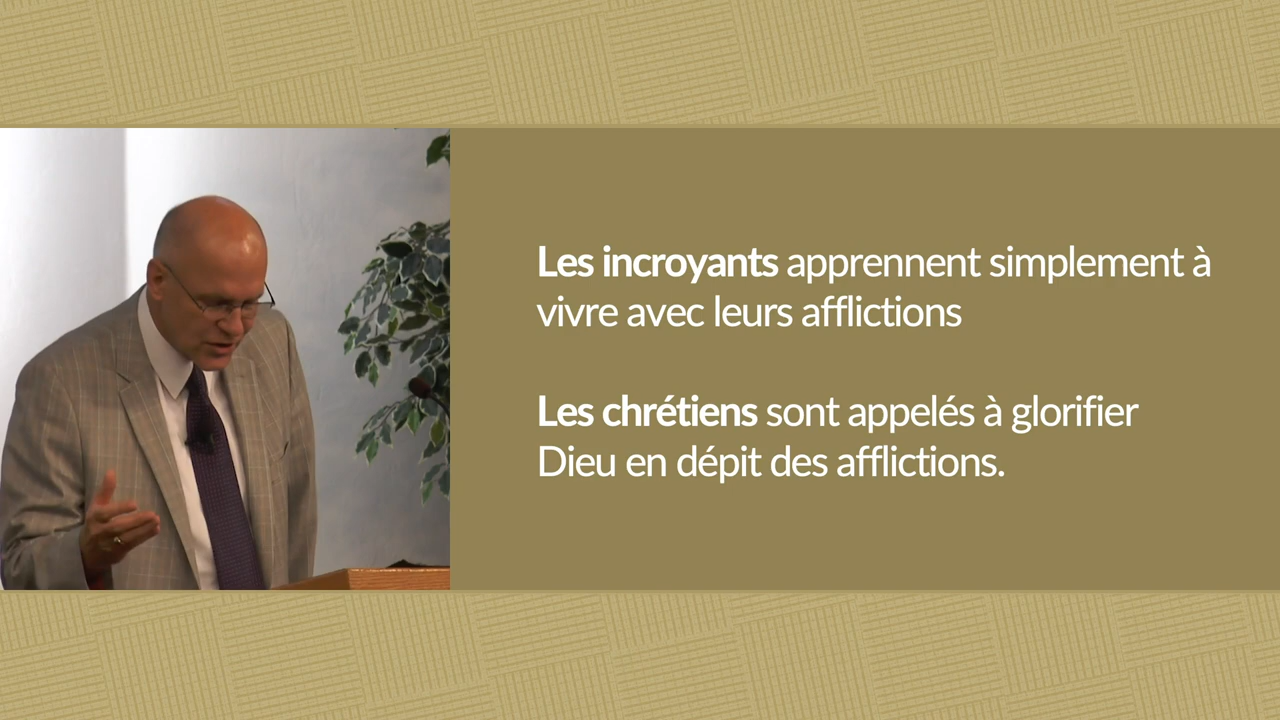 Les incroyants apprennent simplement à
vivre avec leurs afflictions
Les chrétiens sont appelés à glorifier
Dieu en dépit des afflictions.